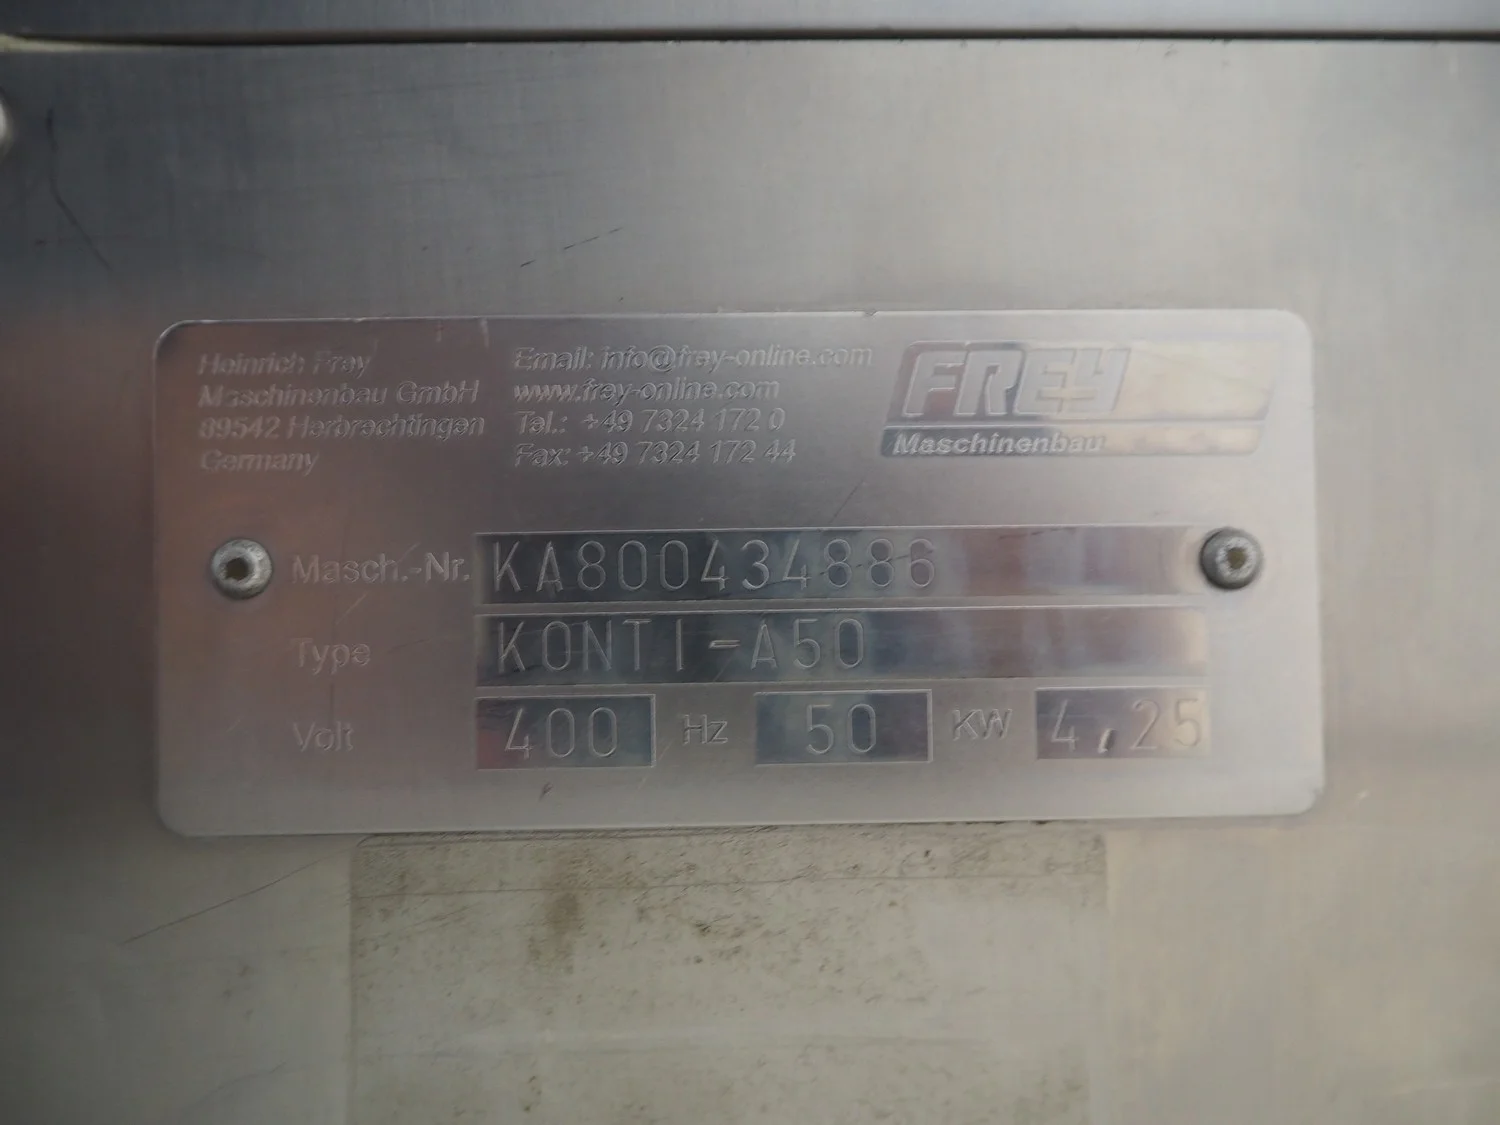 Heinrich Frey
Maschinenbau GmbH
89542 Herbrechtingen
Germany
Email: info@frey-online.com
www.frey-online.com
Tel.: +49 7324 172 0
Fax: +49 7324 172 44
FREY
Maschinenbau
Masch.-Nr. KA800434886
Type KONTI-A50
Volt 400 Hz 50 KW 4,25